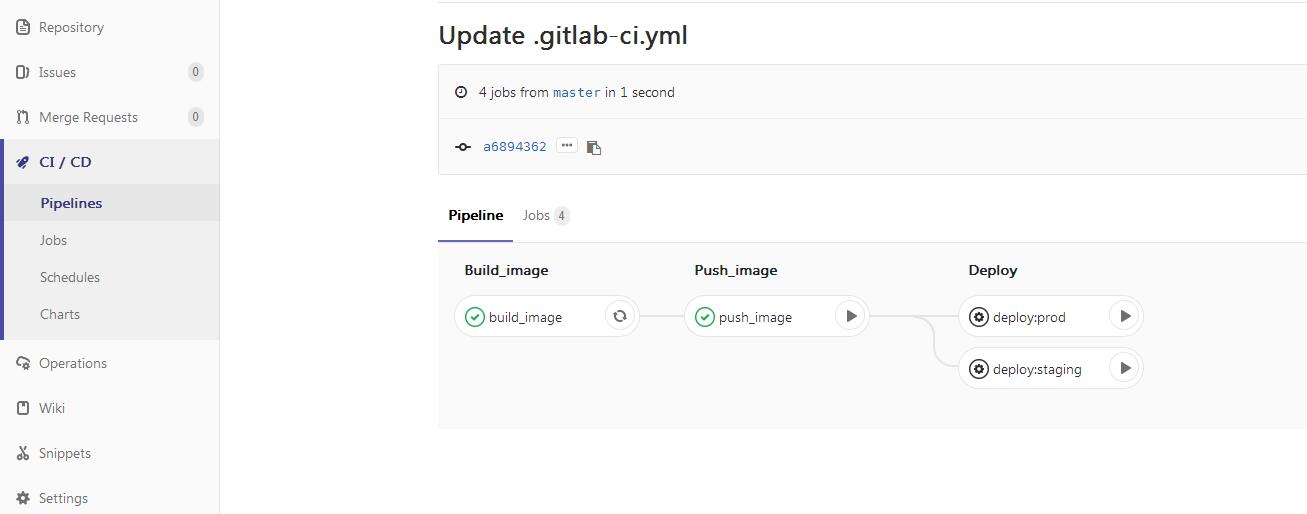 Repository
Issues 0
Merge Requests 0
CI / CD
Pipelines
Jobs
Schedules
Charts
Operations
Wiki
Snippets
Settings
Update .gitlab-ci.yml
4 jobs from master in 1 second
a6894362 ...
Pipeline Jobs 4
Build_image Push_image Deploy
build_image push_image deploy:prod
deploy:staging